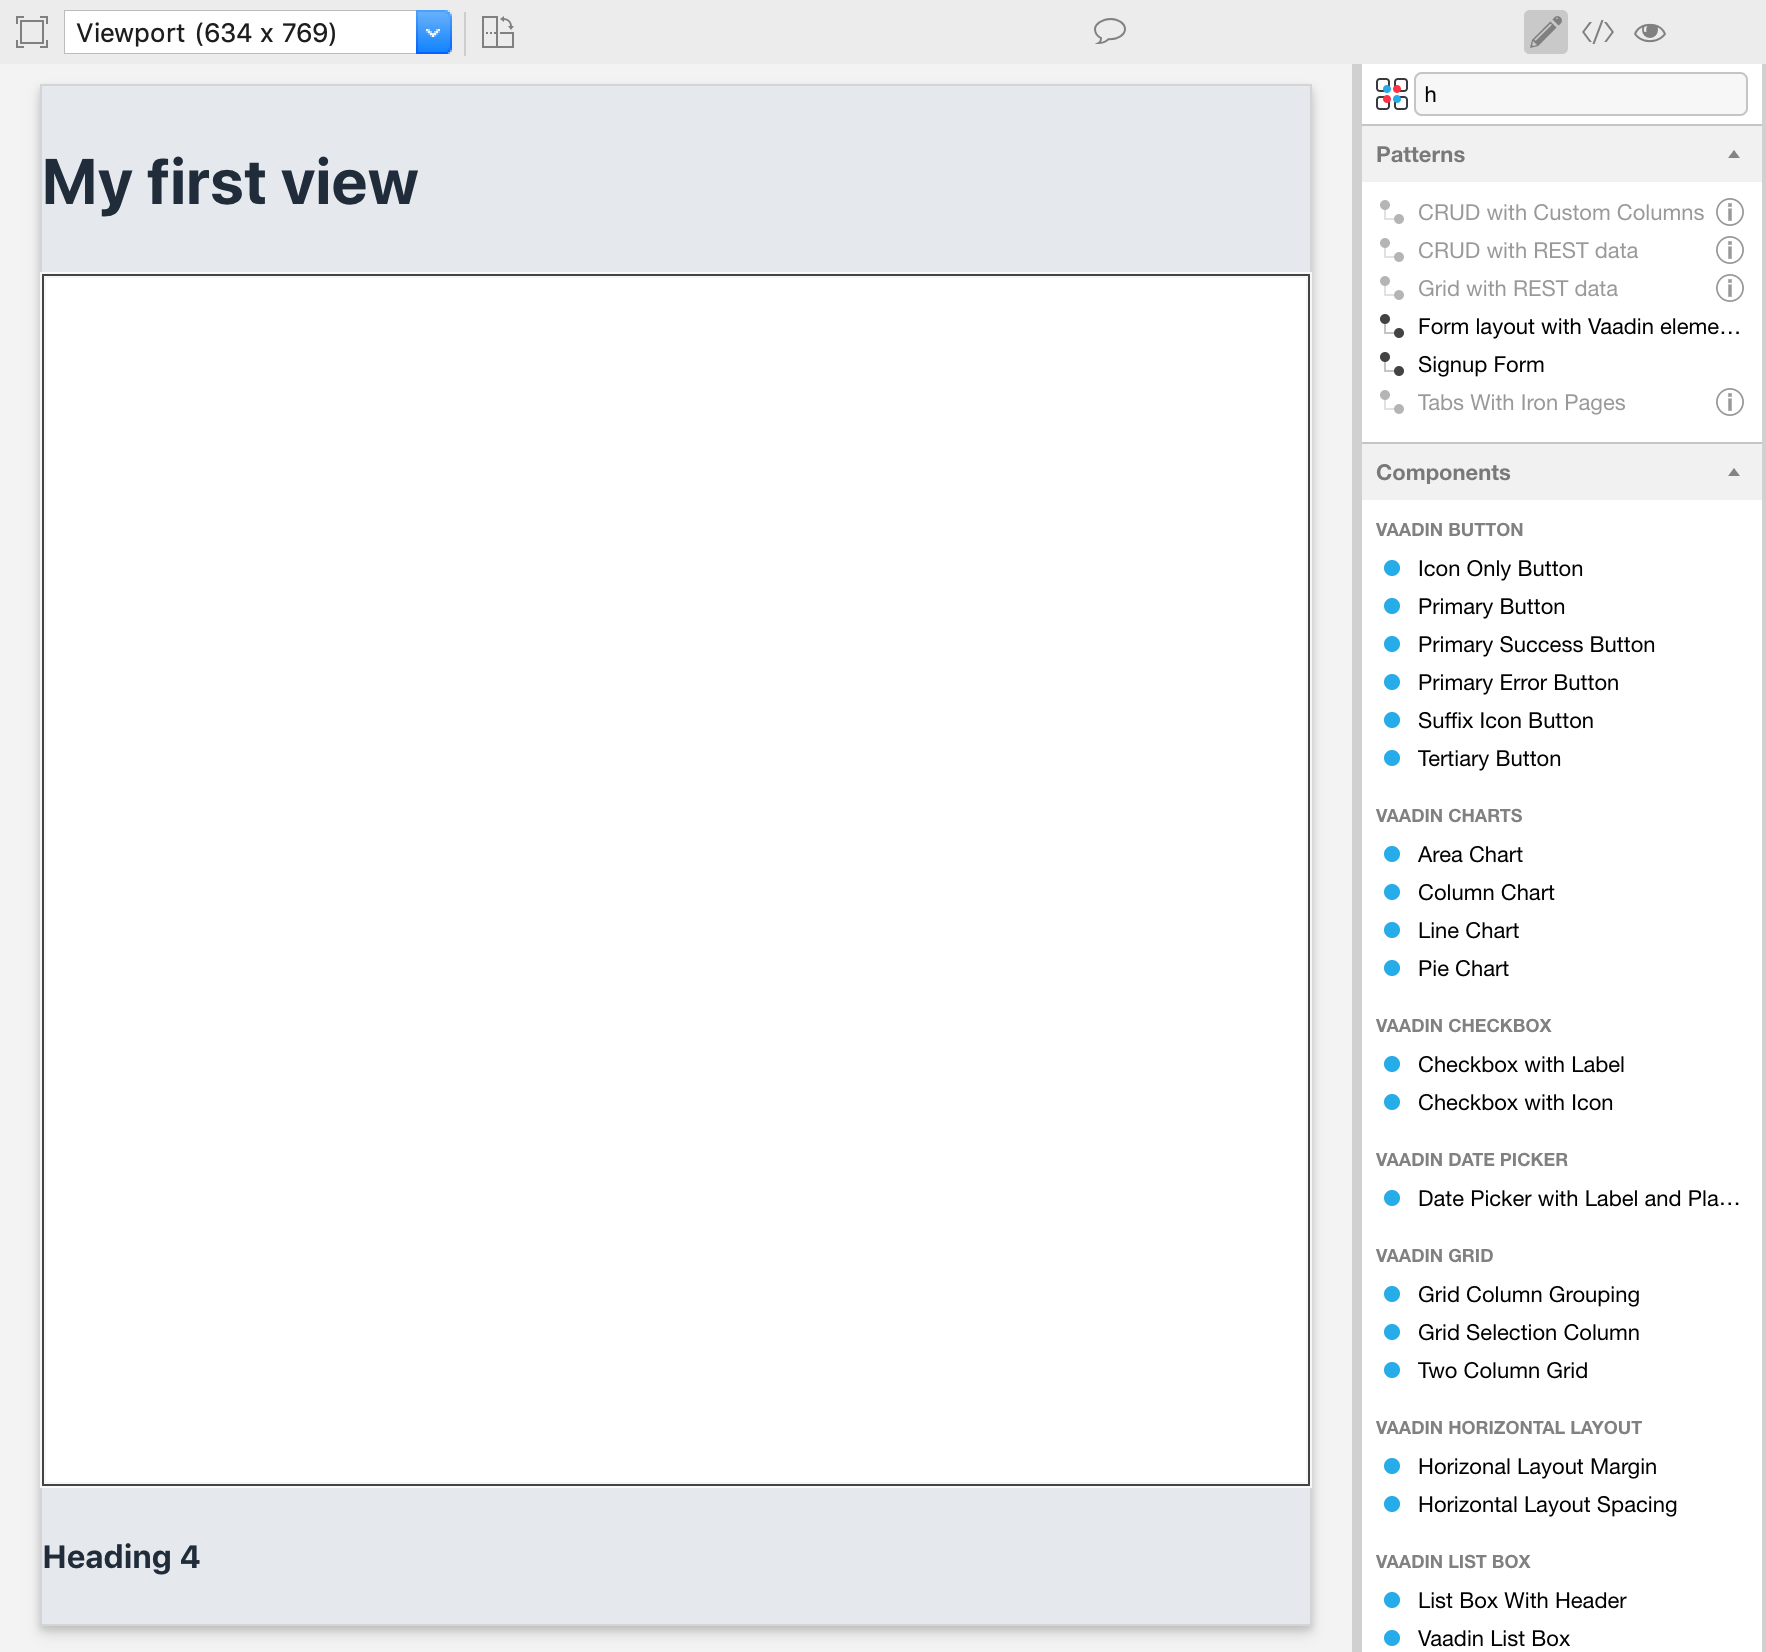 Viewport (634 x 769)
h
My first view
Heading 4
Patterns
CRUD with Custom Columns
CRUD with REST data
Grid with REST data
Form layout with Vaadin eleme…
Signup Form
Tabs With Iron Pages
Components
VAADIN BUTTON
Icon Only Button
Primary Button
Primary Success Button
Primary Error Button
Suffix Icon Button
Tertiary Button
VAADIN CHARTS
Area Chart
Column Chart
Line Chart
Pie Chart
VAADIN CHECKBOX
Checkbox with Label
Checkbox with Icon
VAADIN DATE PICKER
Date Picker with Label and Pla…
VAADIN GRID
Grid Column Grouping
Grid Selection Column
Two Column Grid
VAADIN HORIZONTAL LAYOUT
Horizonal Layout Margin
Horizontal Layout Spacing
VAADIN LIST BOX
List Box With Header
Vaadin List Box